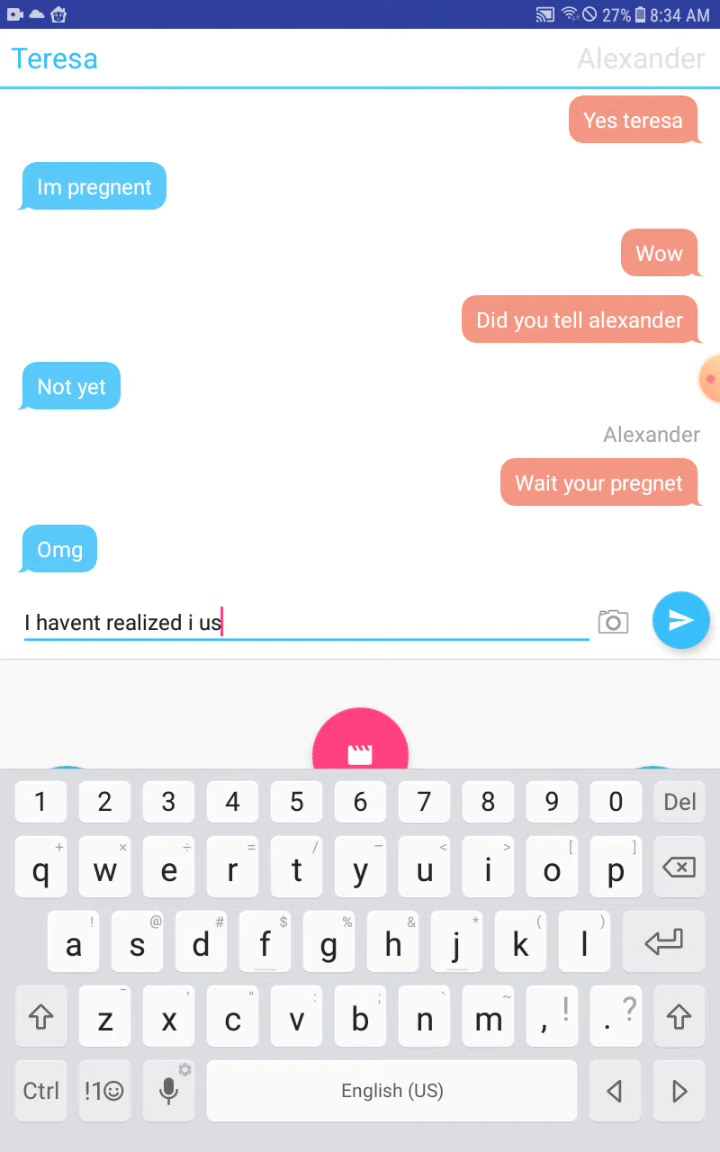 27% 8:34 AM
Teresa Alexander
Yes teresa
Im pregnent
Wow
Did you tell alexander
Not yet
Alexander
Wait your pregnet
Omg
I havent realized i us
1 2 3 4 5 6 7 8 9 0 Del
+ × ÷ = / _ < > [ ]
q w e r t y u i o p
! @ # $ % & * ( )
a s d f g h j k l
- ' " : ; ` ~ ! ?
z x c v b n m , .
Ctrl !1☺ English (US)